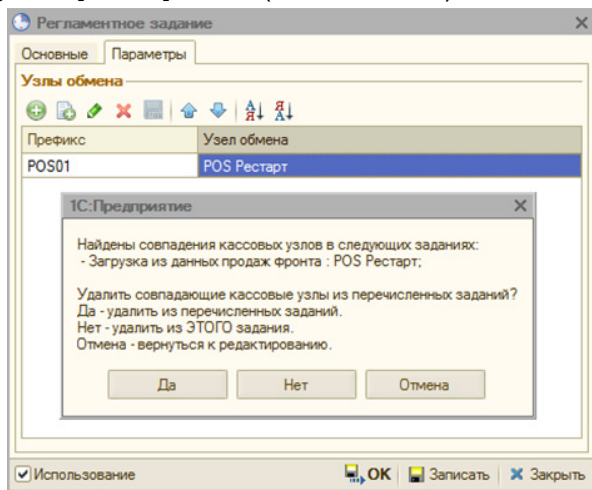 Регламентное задание
Основные Параметры
Узлы обмена
Префикс Узел обмена
POS01 POS Рестарт
1С:Предприятие
Найдены совпадения кассовых узлов в следующих заданиях:
- Загрузка из данных продаж фронта : POS Рестарт;
Удалить совпадающие кассовые узлы из перечисленных заданий?
Да - удалить из перечисленных заданий.
Нет - удалить из ЭТОГО задания.
Отмена - вернуться к редактированию.
Да Нет Отмена
Использование OK Записать Закрыть